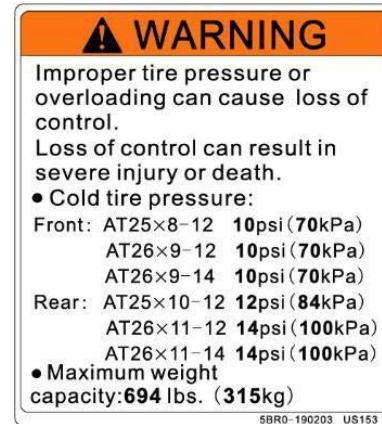 WARNING
Improper tire pressure or
overloading can cause loss of
control.
Loss of control can result in
severe injury or death.
• Cold tire pressure:
Front: AT25×8-12 10psi(70kPa)
AT26×9-12 10psi(70kPa)
AT26×9-14 10psi(70kPa)
Rear: AT25×10-12 12psi(84kPa)
AT26×11-12 14psi(100kPa)
AT26×11-14 14psi(100kPa)
• Maximum weight
capacity:694 lbs. (315kg)
5BR0-190203 US153